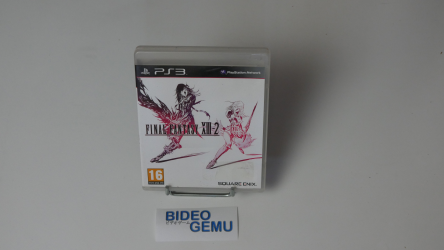 PS3 PlayStation Network
FINAL FANTASY XIII-2
16
SQUARE ENIX
BIDEO
GEMU